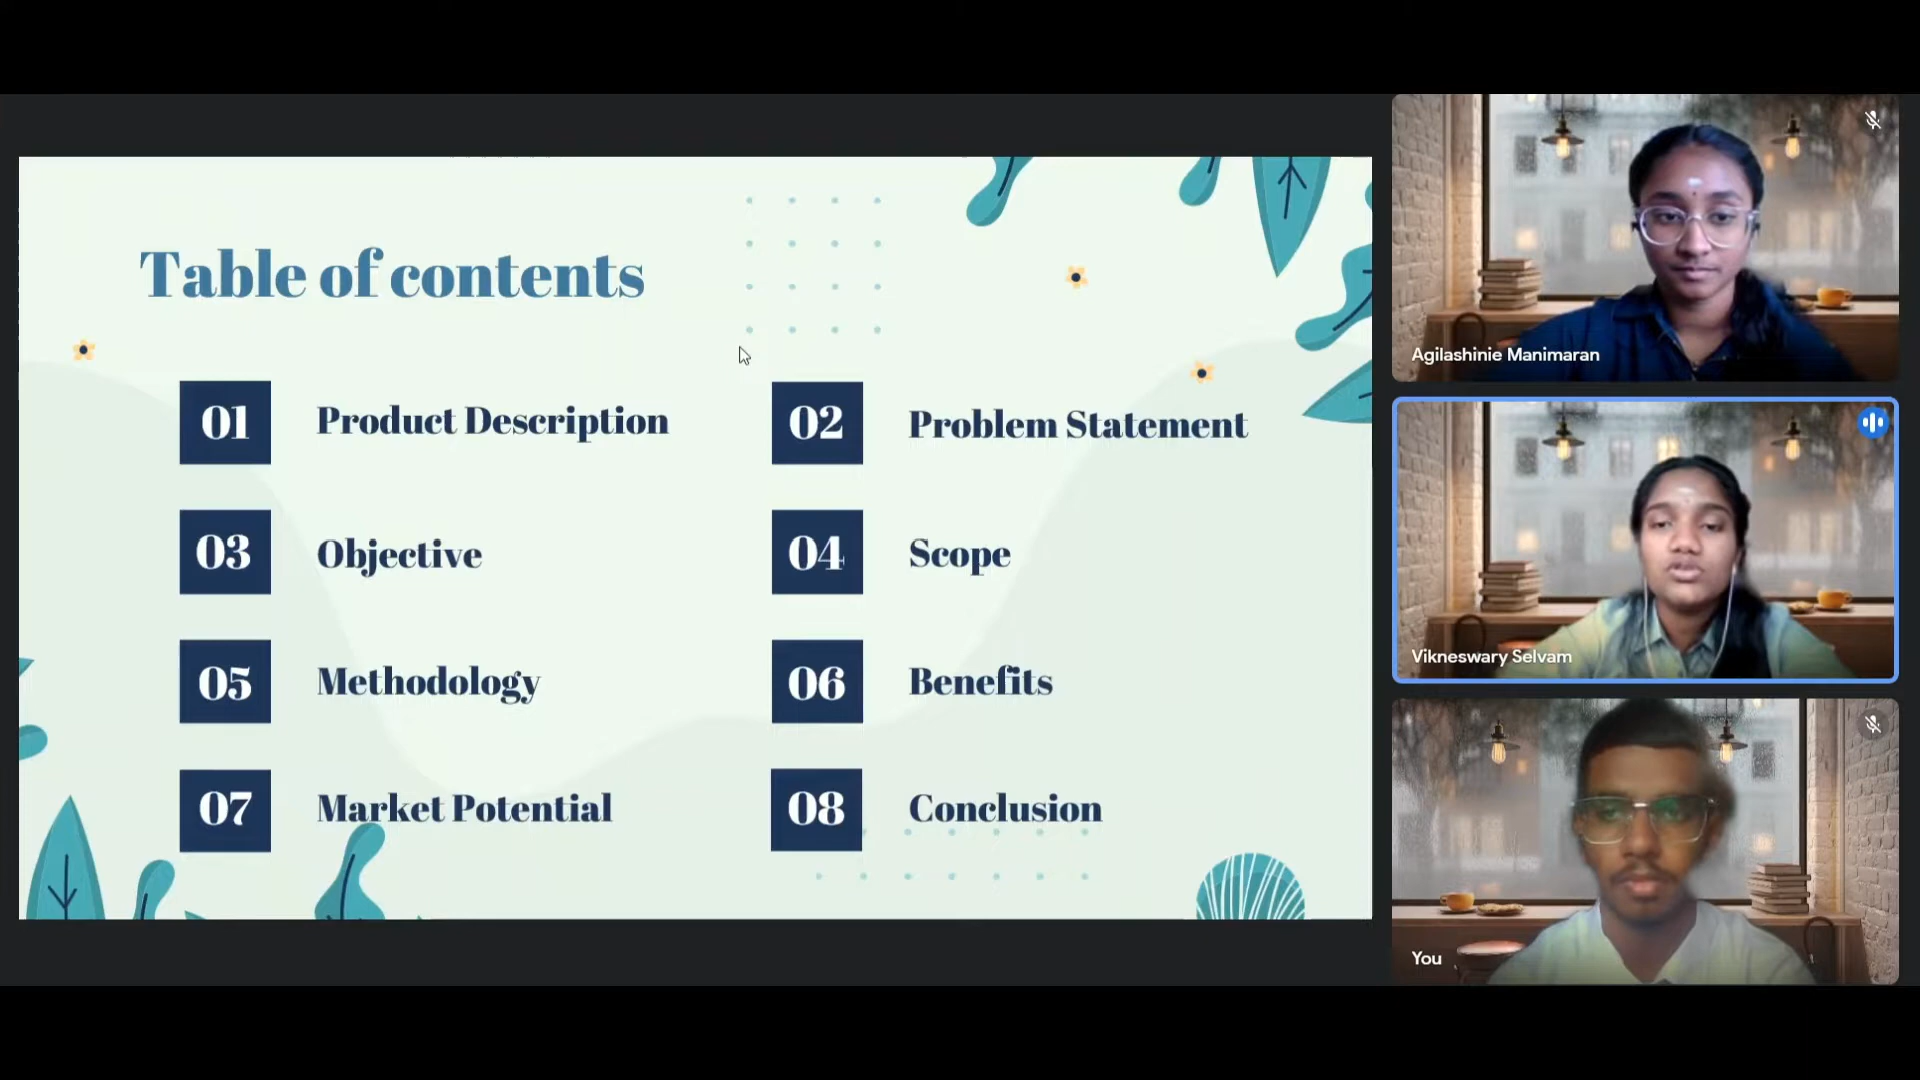 Table of contents
01 Product Description
02 Problem Statement
03 Objective
04 Scope
05 Methodology
06 Benefits
07 Market Potential
08 Conclusion
Agilashinie Manimaran
Vikneswary Selvam
You